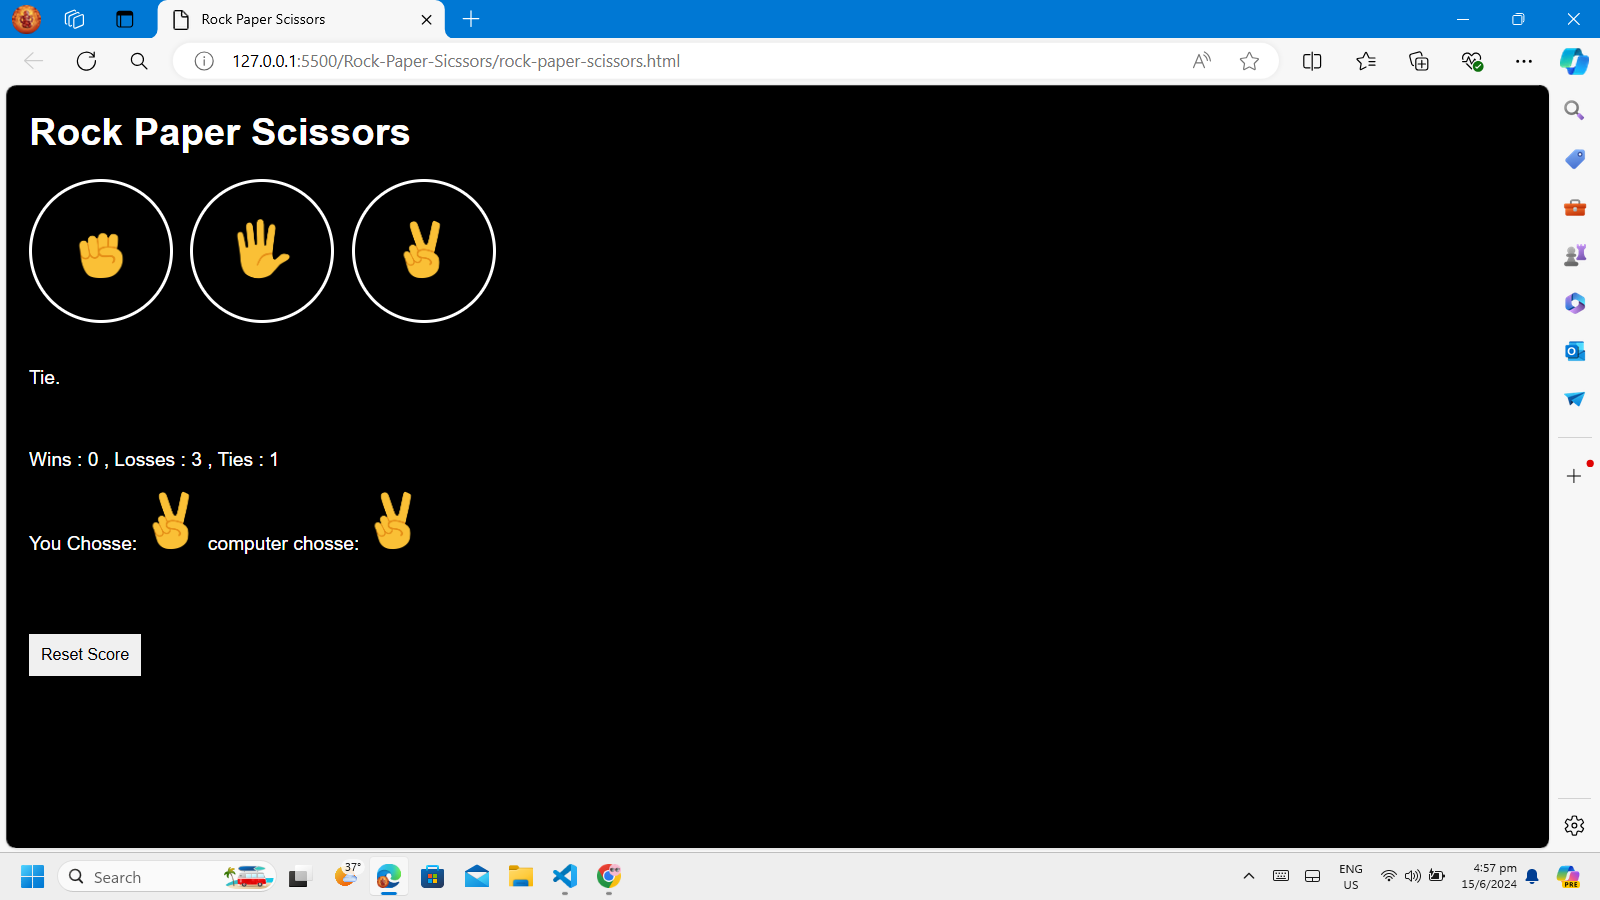 Rock Paper Scissors
127.0.0.1:5500/Rock-Paper-Sicssors/rock-paper-scissors.html
Rock Paper Scissors
Tie.
Wins : 0 , Losses : 3 , Ties : 1
You Chosse: computer chosse:
Reset Score
Search
37°
ENG
US
4:57 pm
15/6/2024
PRE